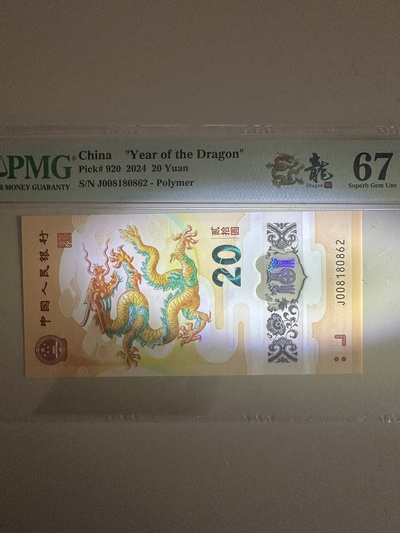 PMG
China "Year of the Dragon"
Pick# 920 2024 20 Yuan
S/N J008180862 - Polymer
R MONEY GUARANTY
龍
Dragon
67
Superb Gem Unc
中国人民银行
贰拾圆
20
J008180862